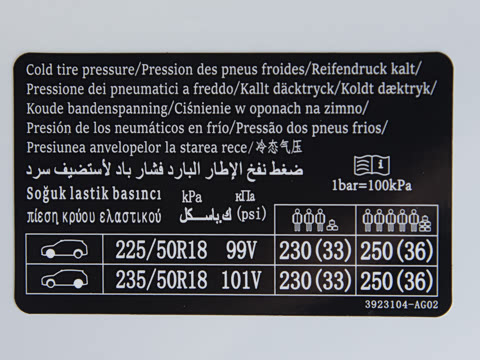 Cold tire pressure/Pression des pneus froides/Reifendruck kalt/
Pressione dei pneumatici a freddo/Kallt däcktryck/Koldt dæktryk/
Koude bandenspanning/Ciśnienie w oponach na zimno/
Presión de los neumáticos en frío/Pressão dos pneus frios/
Presiunea anvelopelor la starea rece/冷态气压
ضغط نفخ الإطار البارد فشار باد لاستضيف سرد
1bar=100kPa
Soğuk lastik basıncı kPa кПа
πίεση κρύου ελαστικού ك.باسكل (psi)
225/50R18 99V 230(33) 250(36)
235/50R18 101V 230(33) 250(36)
3923104-AG02